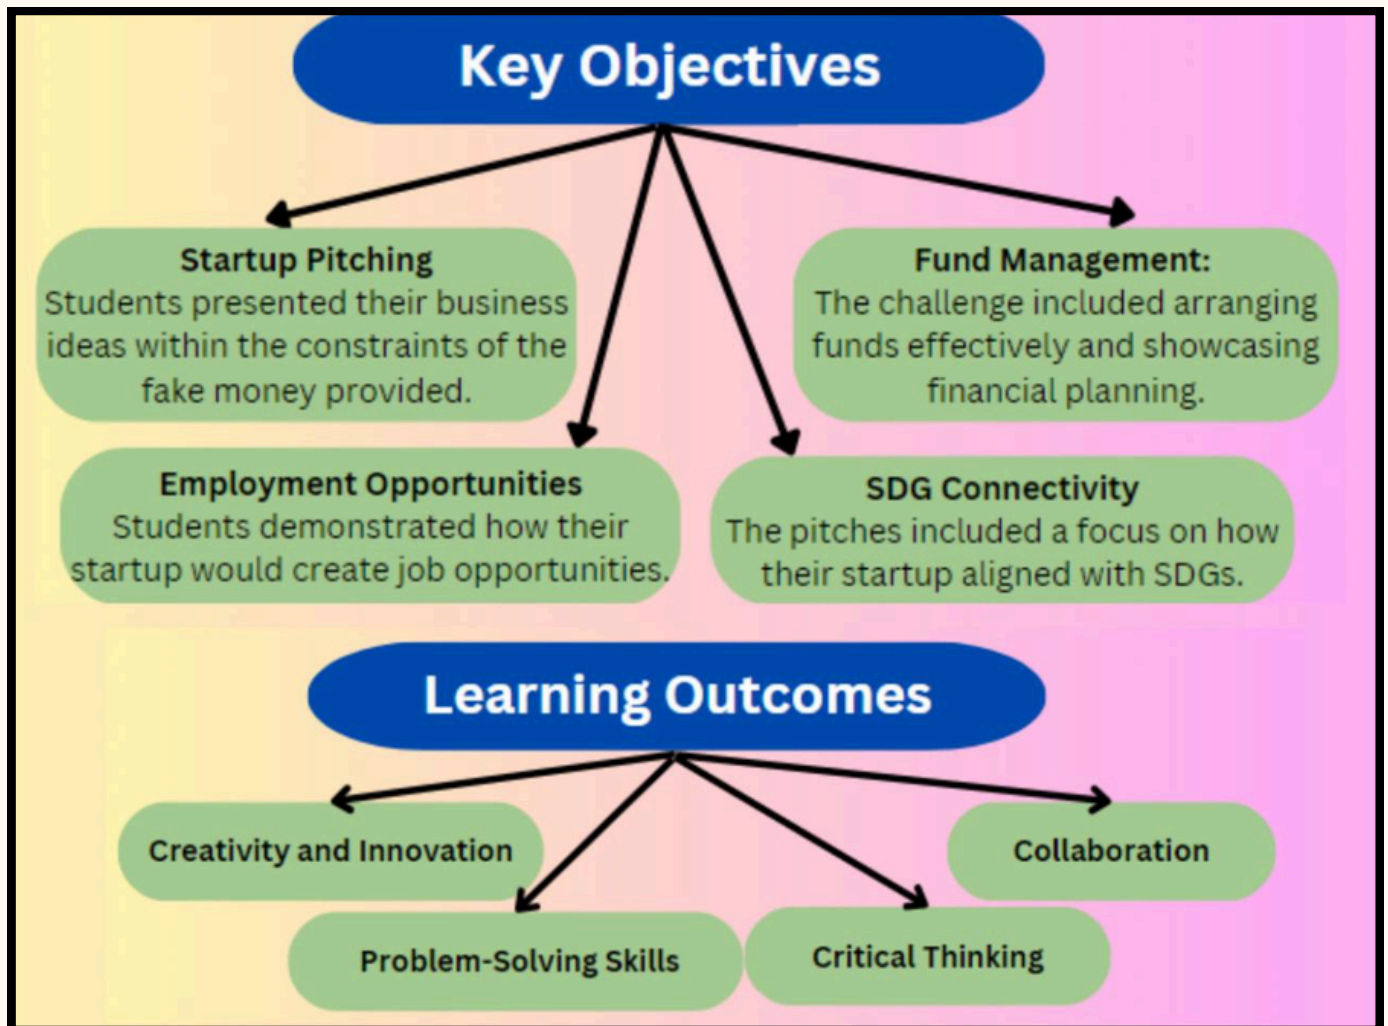 Key Objectives
Startup Pitching
Students presented their business
ideas within the constraints of the
fake money provided.
Fund Management:
The challenge included arranging
funds effectively and showcasing
financial planning.
Employment Opportunities
Students demonstrated how their
startup would create job opportunities.
SDG Connectivity
The pitches included a focus on how
their startup aligned with SDGs.
Learning Outcomes
Creativity and Innovation
Collaboration
Problem-Solving Skills
Critical Thinking